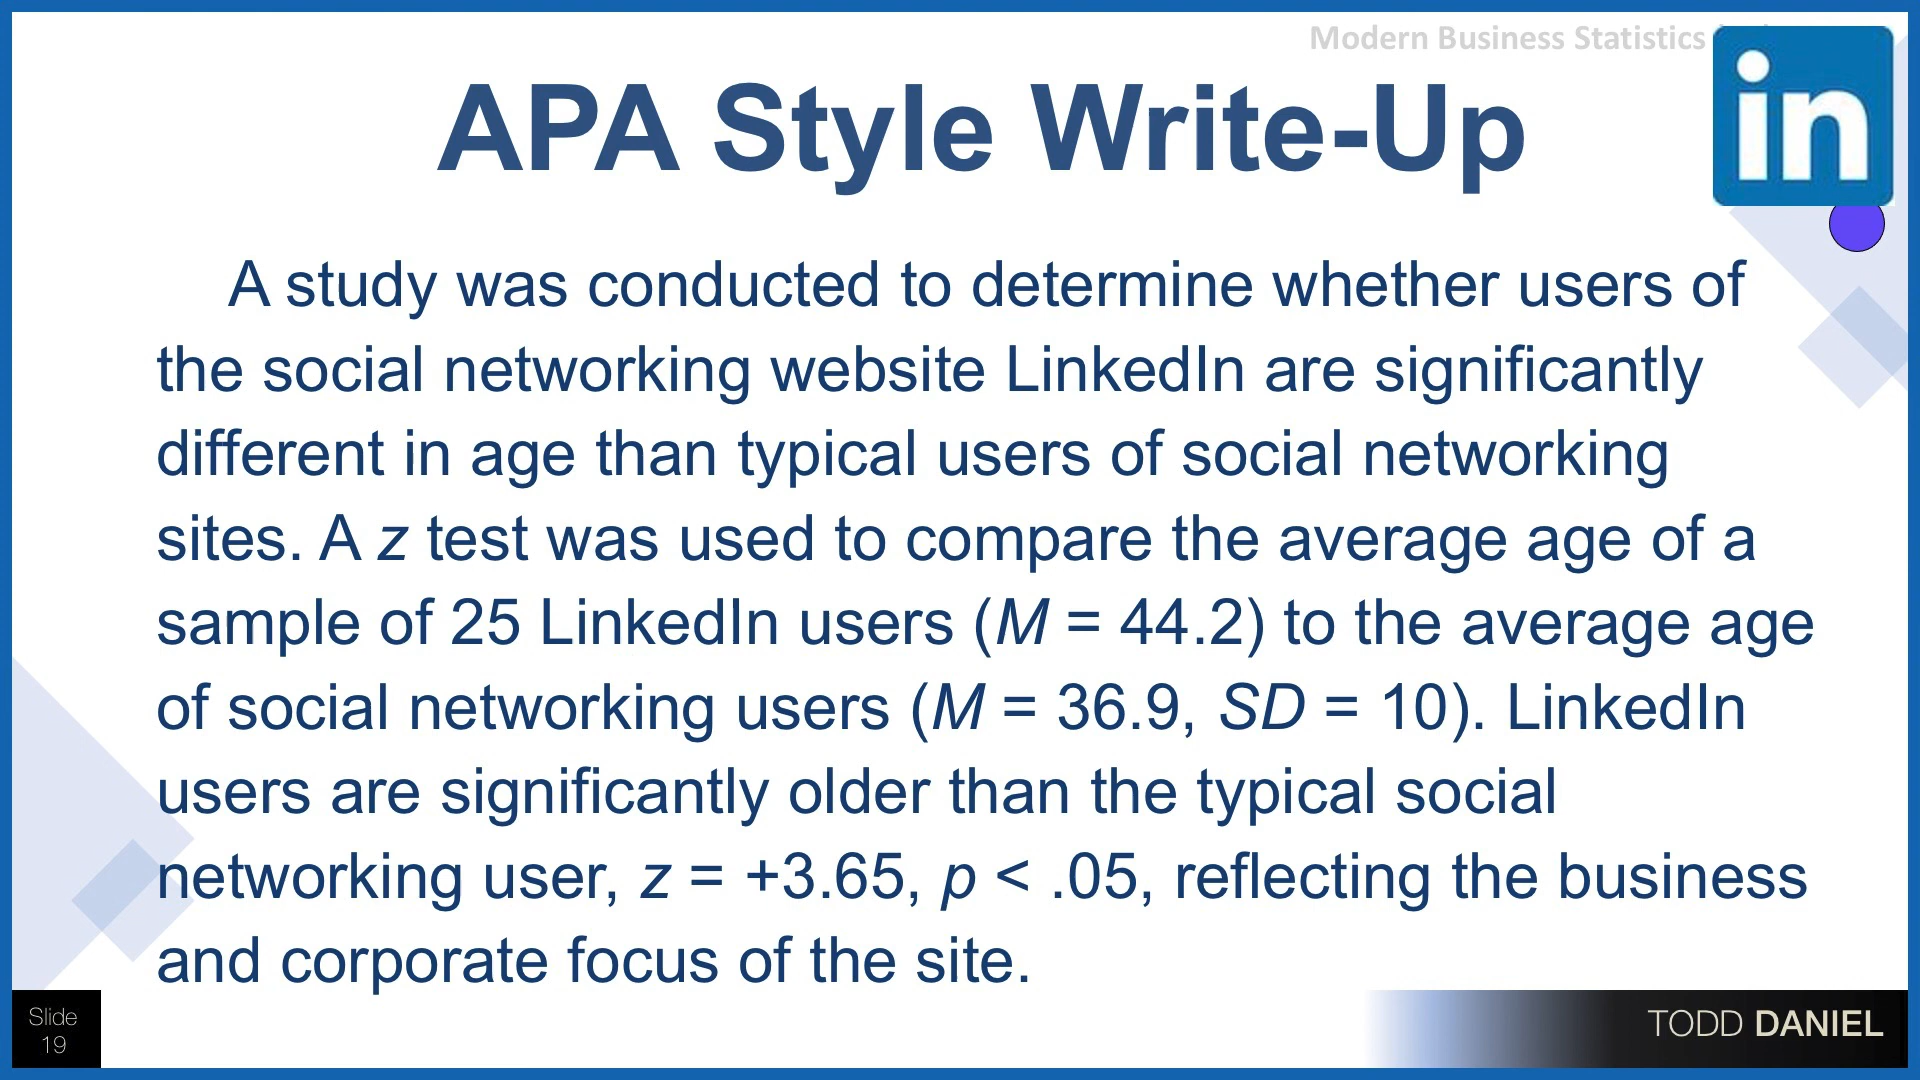 Modern Business Statistics
in
APA Style Write-Up
A study was conducted to determine whether users of
the social networking website LinkedIn are significantly
different in age than typical users of social networking
sites. A z test was used to compare the average age of a
sample of 25 LinkedIn users (M = 44.2) to the average age
of social networking users (M = 36.9, SD = 10). LinkedIn
users are significantly older than the typical social
networking user, z = +3.65, p < .05, reflecting the business
and corporate focus of the site.
Slide
19
TODD DANIEL